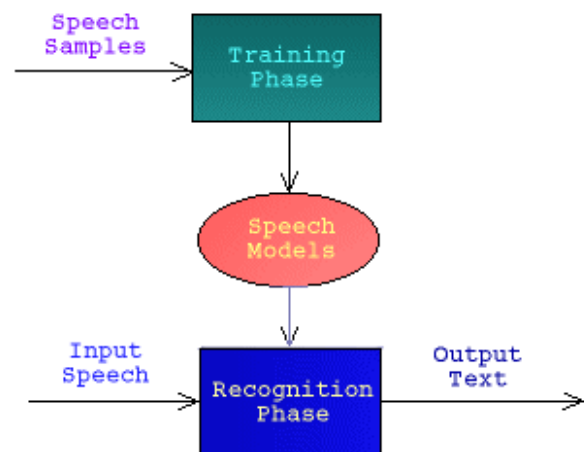 Speech
Samples
Training
Phase
Speech
Models
Input
Speech
Recognition
Phase
Output
Text